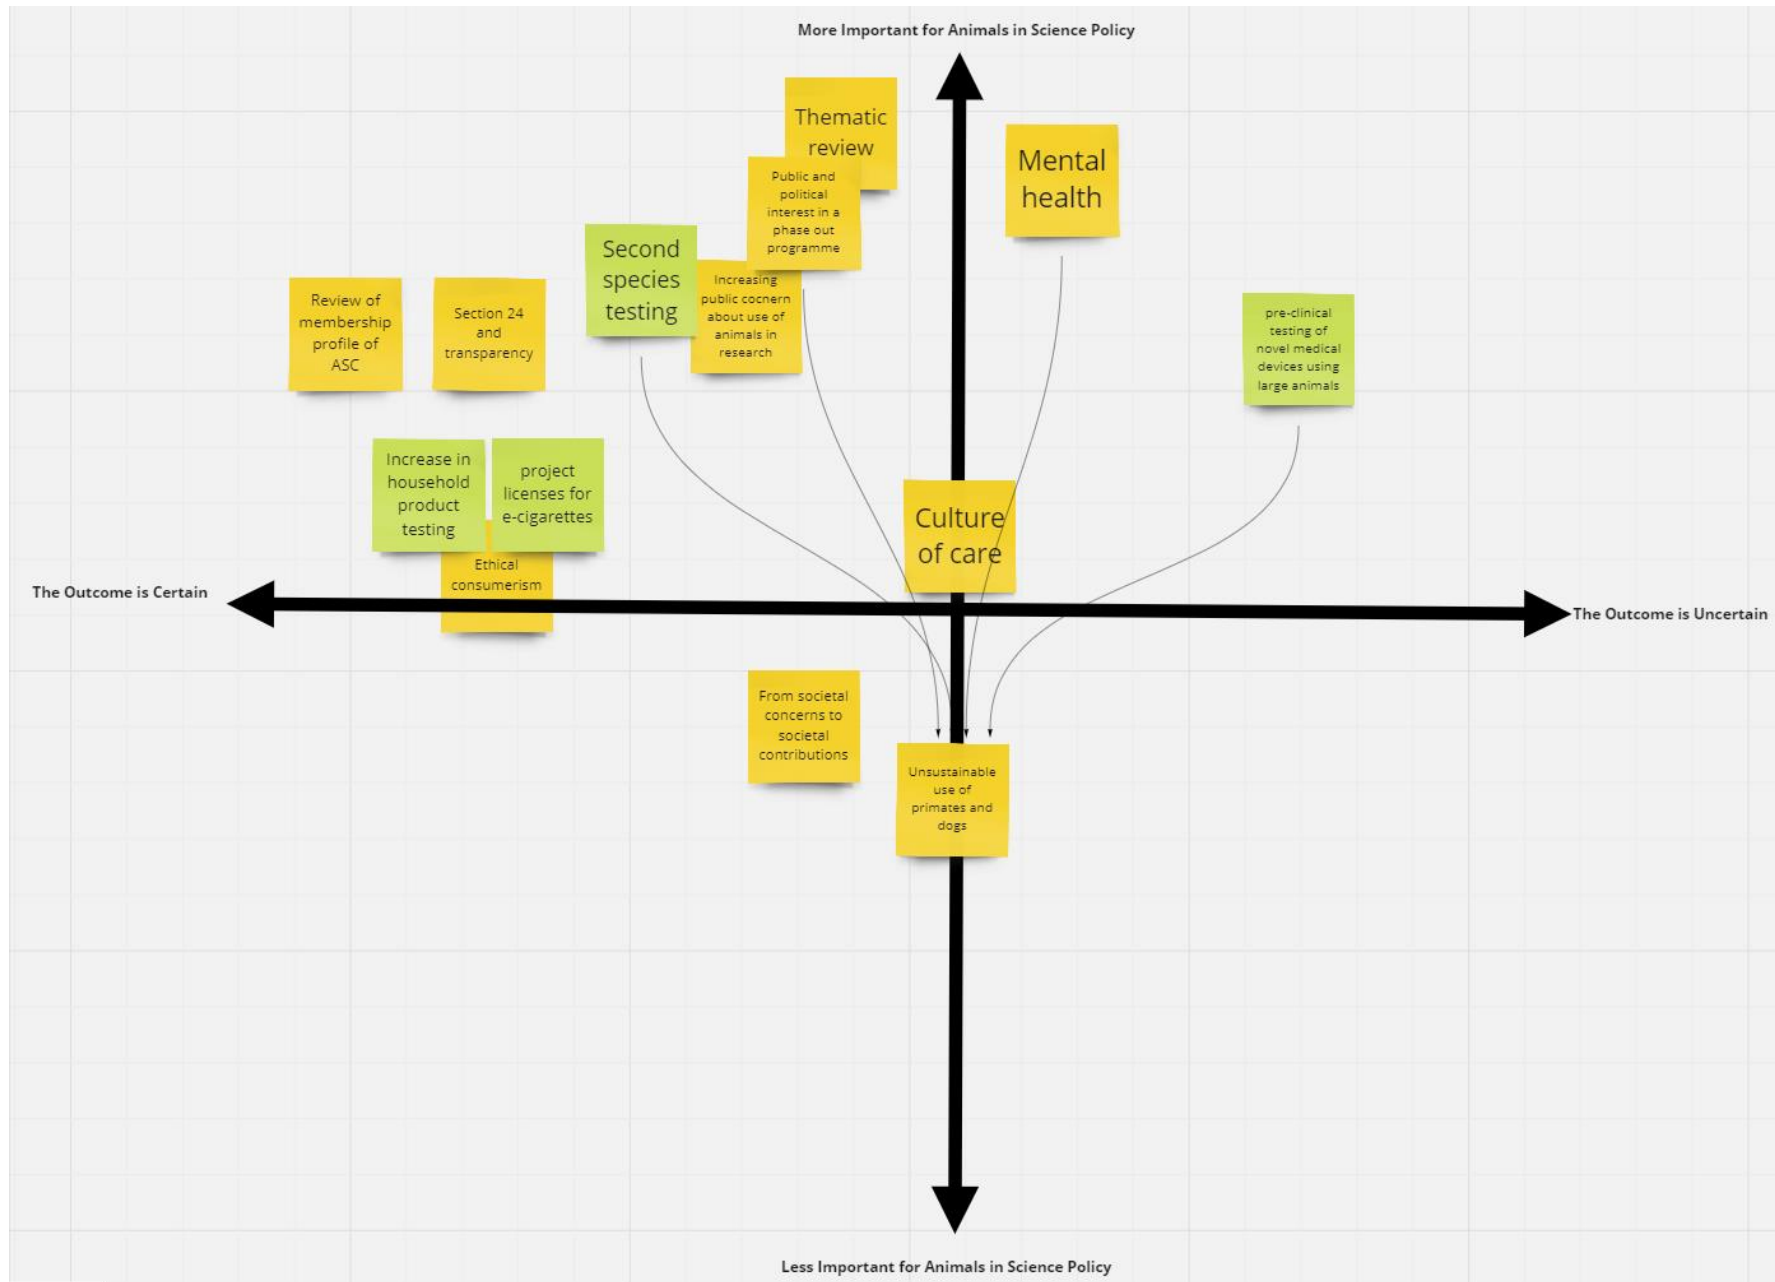 More Important for Animals in Science Policy
Thematic
review
Public and
political
interest in a
phase out
programme
Mental
health
Second
species
testing
Increasing
public cocnern
about use of
animals in
research
Review of
membership
profile of
ASC
Section 24
and
transparency
pre-clinical
testing of
novel medical
devices using
large animals
Increase in
household
product
testing
project
licenses for
e-cigarettes
Ethical
consumerism
Culture
of care
The Outcome is Certain
The Outcome is Uncertain
From societal
concerns to
societal
contributions
Unsustainable
use of
primates and
dogs
Less Important for Animals in Science Policy